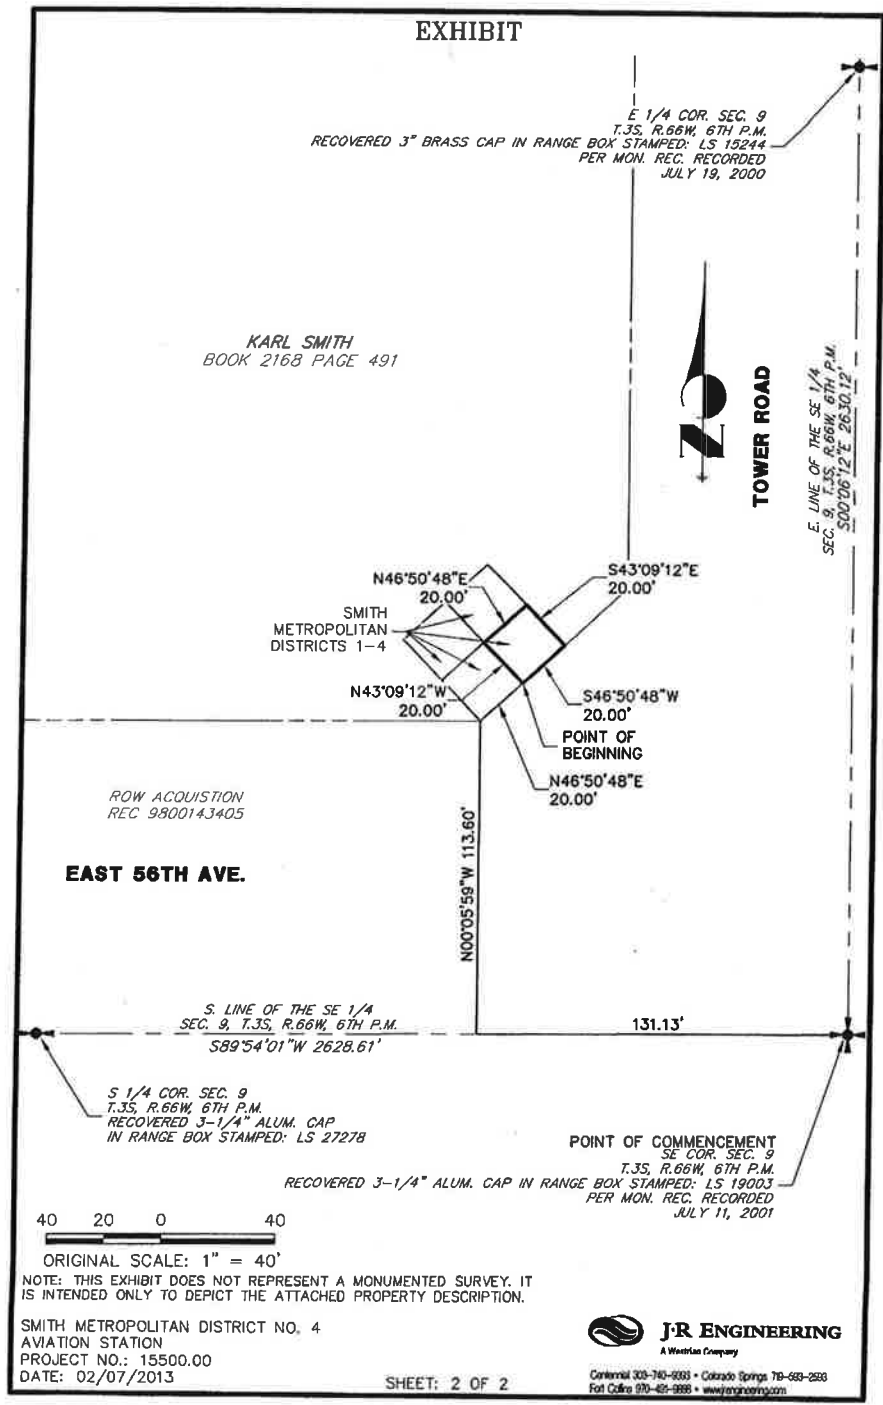 EXHIBIT
E 1/4 COR. SEC. 9
T.3S, R.66W, 6TH P.M.
RECOVERED 3" BRASS CAP IN RANGE BOX STAMPED: LS 15244
PER MON. REC. RECORDED
JULY 19, 2000
KARL SMITH
BOOK 2168 PAGE 491
N
TOWER ROAD
E. LINE OF THE SE 1/4
SEC. 9, T.3S, R.66W, 6TH P.M.
S00°06'12"E 2630.12'
N46°50'48"E
20.00'
S43°09'12"E
20.00'
SMITH
METROPOLITAN
DISTRICTS 1-4
N43°09'12"W
20.00'
S46°50'48"W
20.00'
POINT OF
BEGINNING
N46°50'48"E
20.00'
ROW ACQUISTION
REC 9800143405
EAST 56TH AVE.
N00°05'59"W 113.60'
S. LINE OF THE SE 1/4
SEC. 9, T.3S, R.66W, 6TH P.M.
S89°54'01"W 2628.61'
131.13'
S 1/4 COR. SEC. 9
T.3S, R.66W, 6TH P.M.
RECOVERED 3-1/4" ALUM. CAP
IN RANGE BOX STAMPED: LS 27278
POINT OF COMMENCEMENT
SE COR. SEC. 9
T.3S, R.66W, 6TH P.M.
RECOVERED 3-1/4" ALUM. CAP IN RANGE BOX STAMPED: LS 19003
PER MON. REC. RECORDED
JULY 11, 2001
40 20 0 40
ORIGINAL SCALE: 1" = 40'
NOTE: THIS EXHIBIT DOES NOT REPRESENT A MONUMENTED SURVEY. IT
IS INTENDED ONLY TO DEPICT THE ATTACHED PROPERTY DESCRIPTION.
SMITH METROPOLITAN DISTRICT NO. 4
AVIATION STATION
PROJECT NO.: 15500.00
DATE: 02/07/2013
SHEET: 2 OF 2
J·R ENGINEERING
A Westrian Company
Centennial 303-740-9393 • Colorado Springs 719-593-2593
Fort Collins 970-491-9888 • www.jrengineering.com